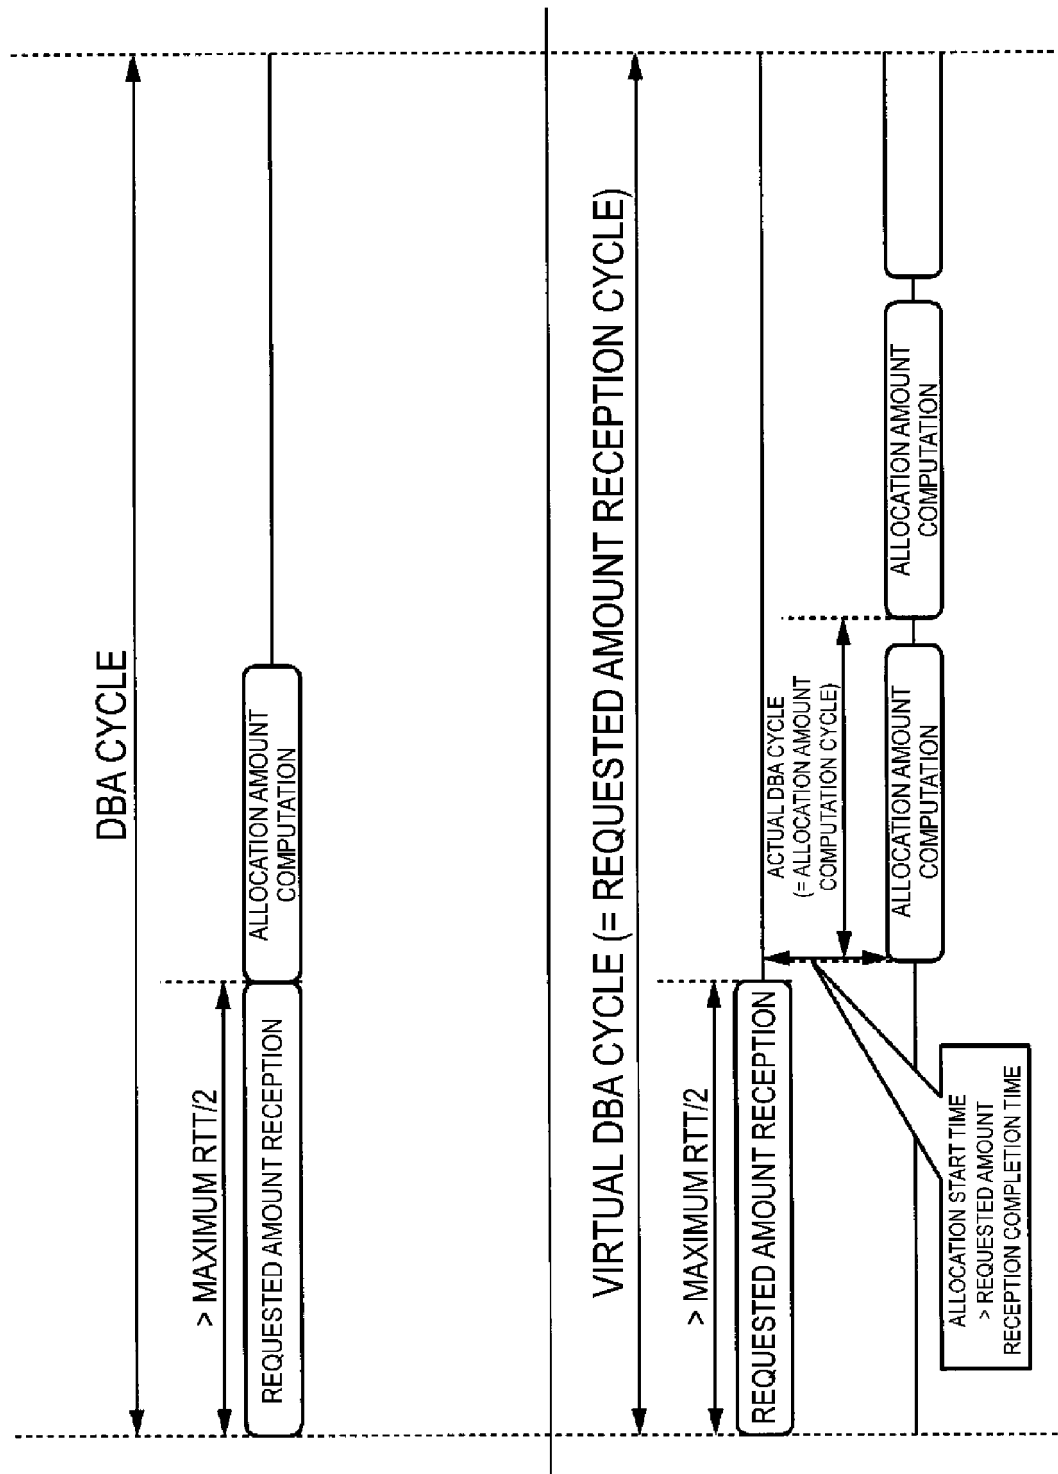 DBA CYCLE
> MAXIMUM RTT/2
REQUESTED AMOUNT RECEPTION
ALLOCATION AMOUNT
COMPUTATION
VIRTUAL DBA CYCLE (= REQUESTED AMOUNT RECEPTION CYCLE)
> MAXIMUM RTT/2
REQUESTED AMOUNT RECEPTION
ACTUAL DBA CYCLE
(= ALLOCATION AMOUNT
COMPUTATION CYCLE)
ALLOCATION AMOUNT
COMPUTATION
ALLOCATION AMOUNT
COMPUTATION
ALLOCATION START TIME
> REQUESTED AMOUNT
RECEPTION COMPLETION TIME